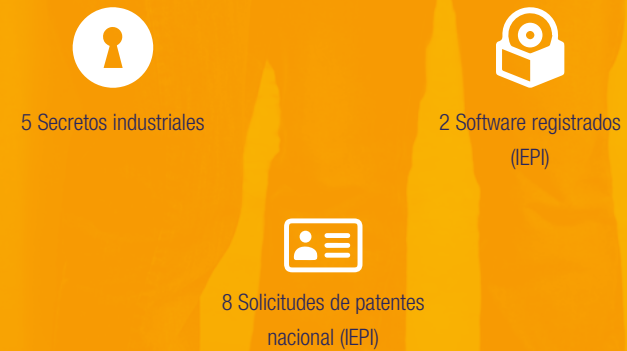 5 Secretos industriales
2 Software registrados
(IEPI)
8 Solicitudes de patentes
nacional (IEPI)